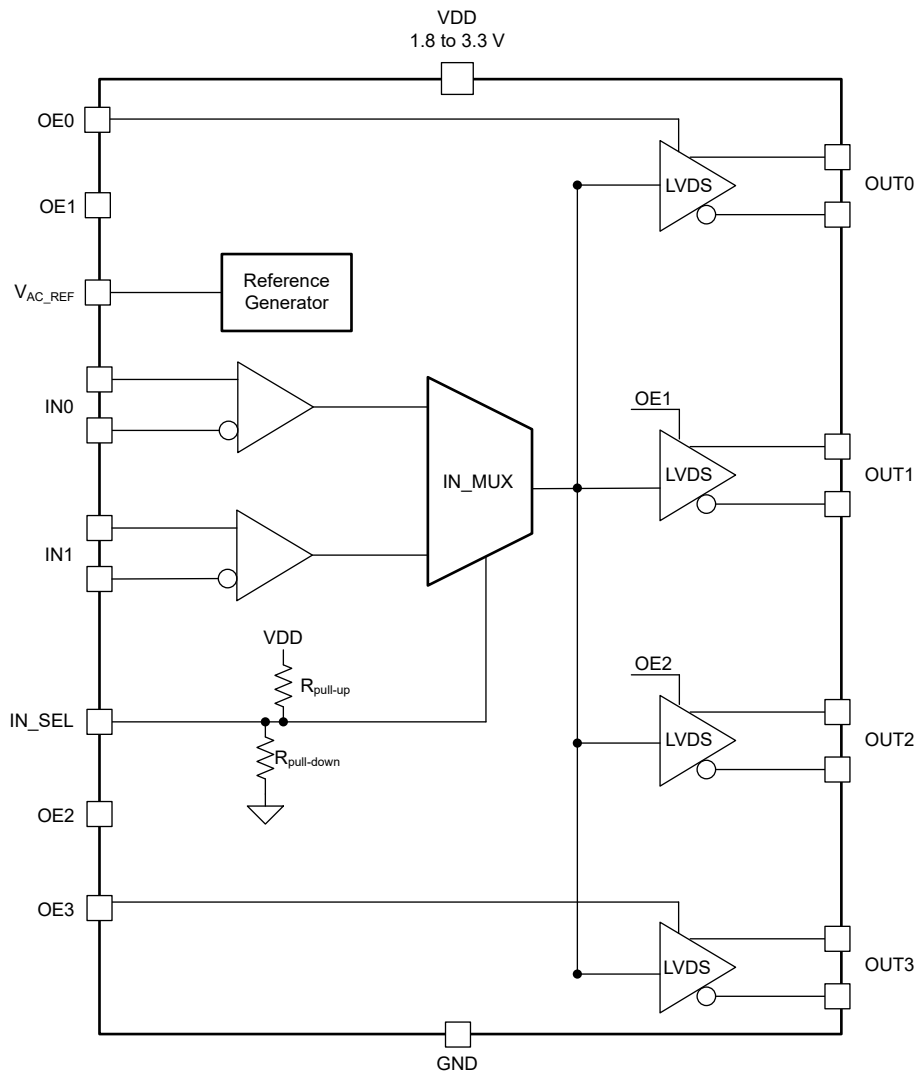 VDD
1.8 to 3.3 V
OE0
LVDS
OUT0
OE1
Reference
Generator
VAC_REF
IN0
OE1
LVDS
OUT1
IN_MUX
IN1
VDD
Rpull-up
OE2
IN_SEL
LVDS
OUT2
Rpull-down
OE2
OE3
LVDS
OUT3
GND